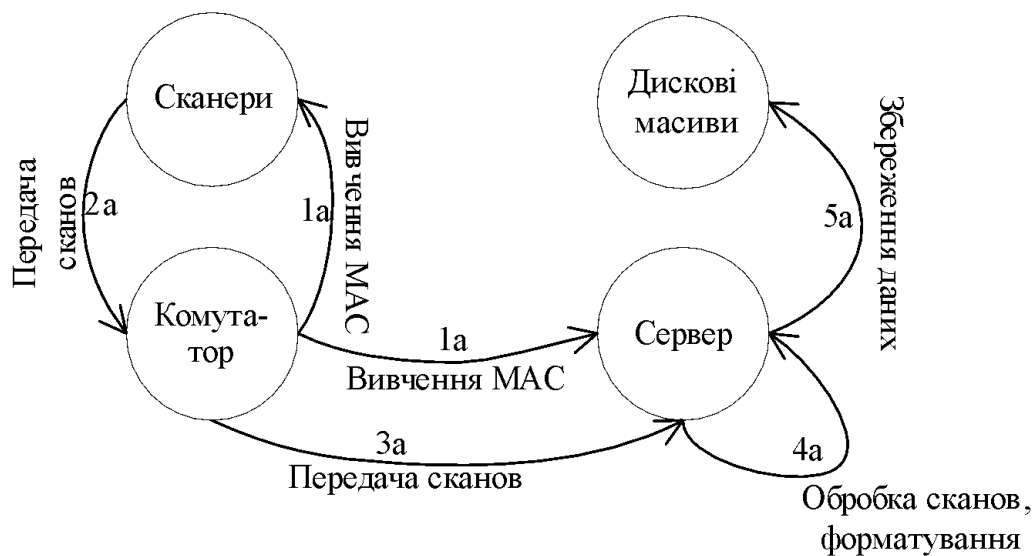 Сканери
Дискові
масиви
Передача
сканов
2а
1а
Вивчення МАС
5а
Збереження даних
Комута-
тор
1а
Вивчення МАС
Сервер
3а
Передача сканов
4а
Обробка сканов,
форматування